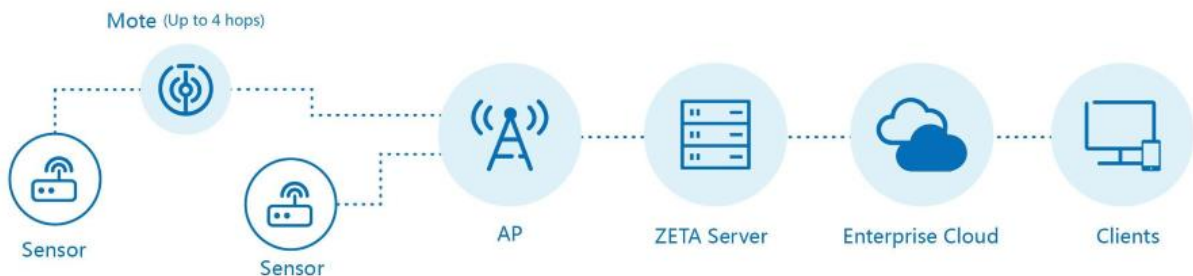 Mote (Up to 4 hops)
Sensor
Sensor
AP
ZETA Server
Enterprise Cloud
Clients